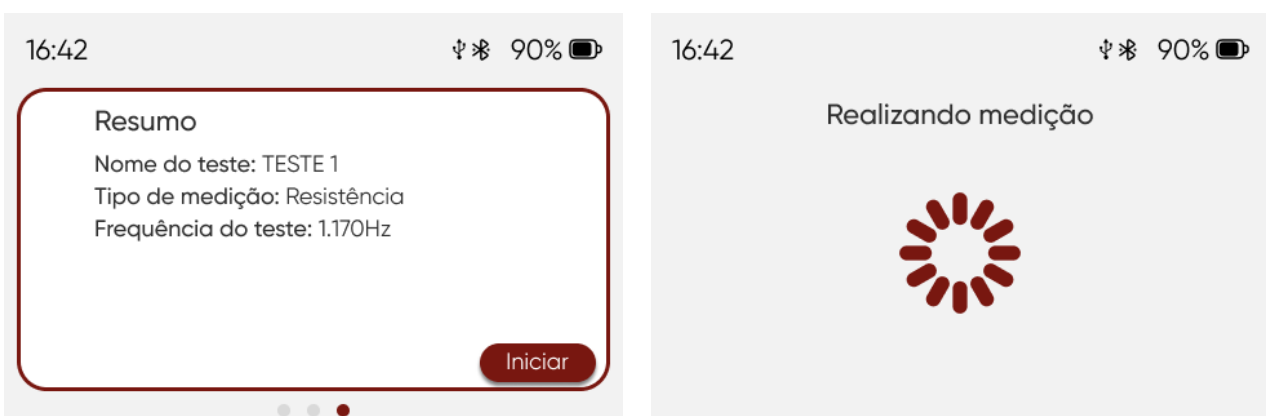 16:42 90%
Resumo
Nome do teste: TESTE 1
Tipo de medição: Resistência
Frequência do teste: 1.170Hz
Iniciar
16:42 90%
Realizando medição